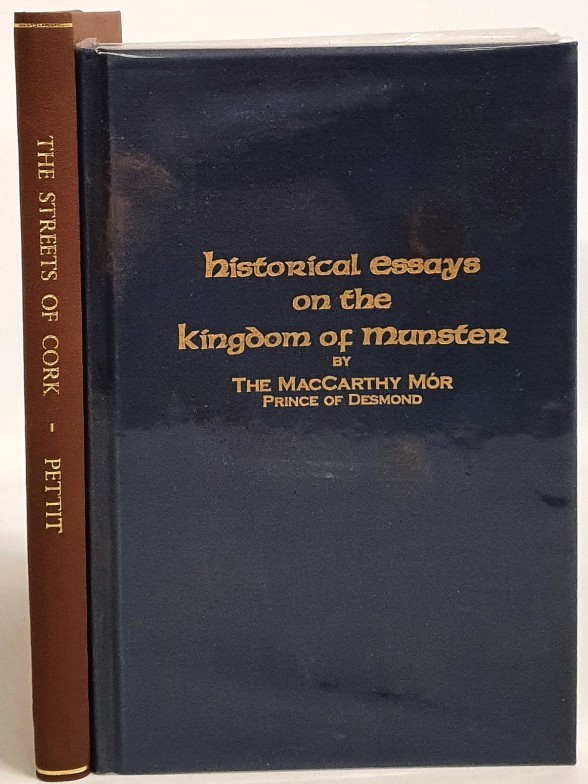 THE STREETS OF CORK - PETTIT
Historical Essays
on the
Kingdom of Munster
BY
THE MACCARTHY MÓR
PRINCE OF DESMOND